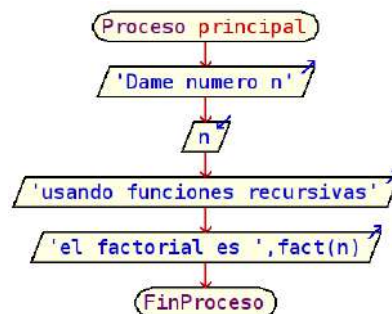 Proceso principal
'Dame numero n'
n
'usando funciones recursivas'
'el factorial es ',fact(n)
FinProceso